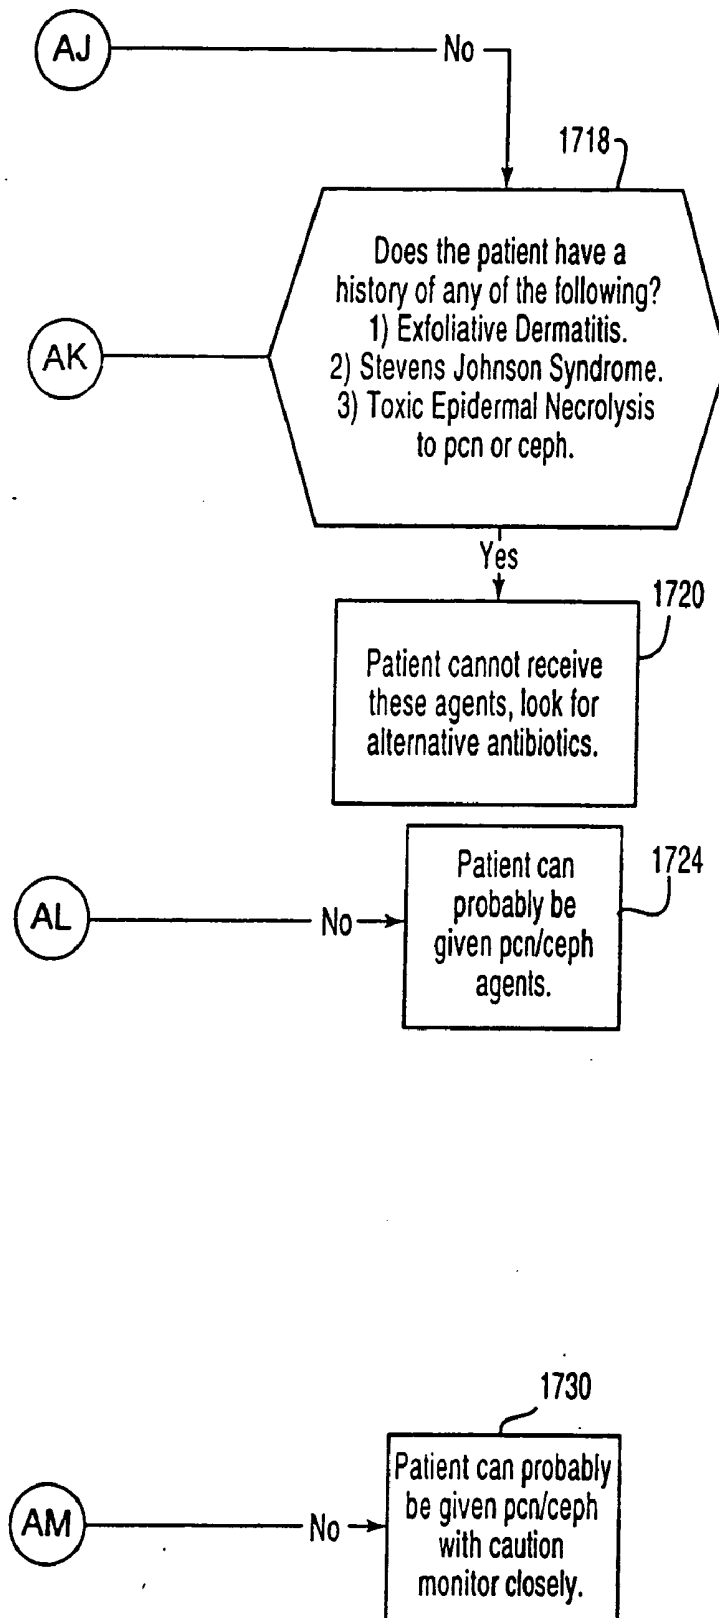 AJ
No
1718
Does the patient have a
history of any of the following?
1) Exfoliative Dermatitis.
2) Stevens Johnson Syndrome.
3) Toxic Epidermal Necrolysis
to pcn or ceph.
AK
Yes
1720
Patient cannot receive
these agents, look for
alternative antibiotics.
AL
No
1724
Patient can
probably be
given pcn/ceph
agents.
1730
AM
No
Patient can probably
be given pcn/ceph
with caution
monitor closely.